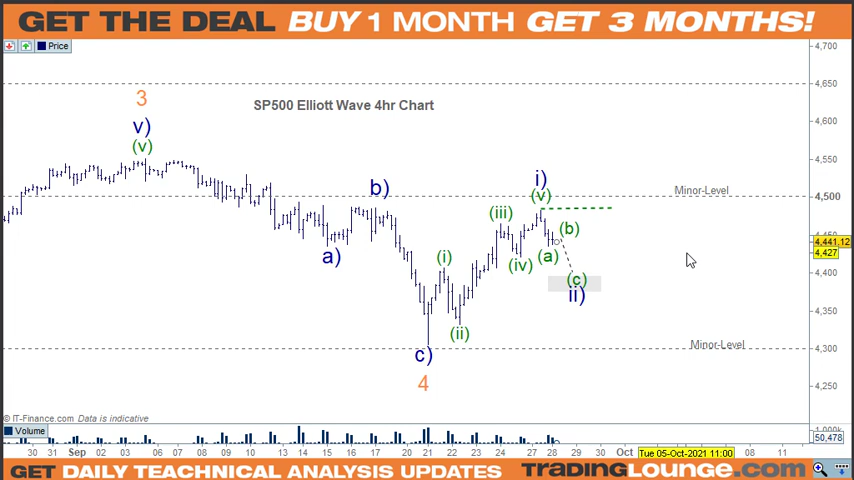 GET THE DEAL BUY 1 MONTH GET 3 MONTHS!
Price
4,700
4,650
3
SP500 Elliott Wave 4hr Chart
4,600
v)
(v)
4,550
i)
b)
Minor-Level
(v)
4,500
(iii)
(b)
4,441,12
a)
(i)
(iv)
(a)
4,427
4,400
(c)
ii)
4,350
(ii)
Minor-Level
4,300
c)
4
4,250
© IT-Finance.com Data is indicative
Volume
50,478
30 Sep 02 03 06 07 08 09 10 13 14 15 16 17 20 21 22 23 24 27 28 29 30 Oct Tue 05-Oct-2021 11:00 08 11
GET DAILY TEACHNICAL ANALYSIS UPDATES TRADINGLOUNGE.com